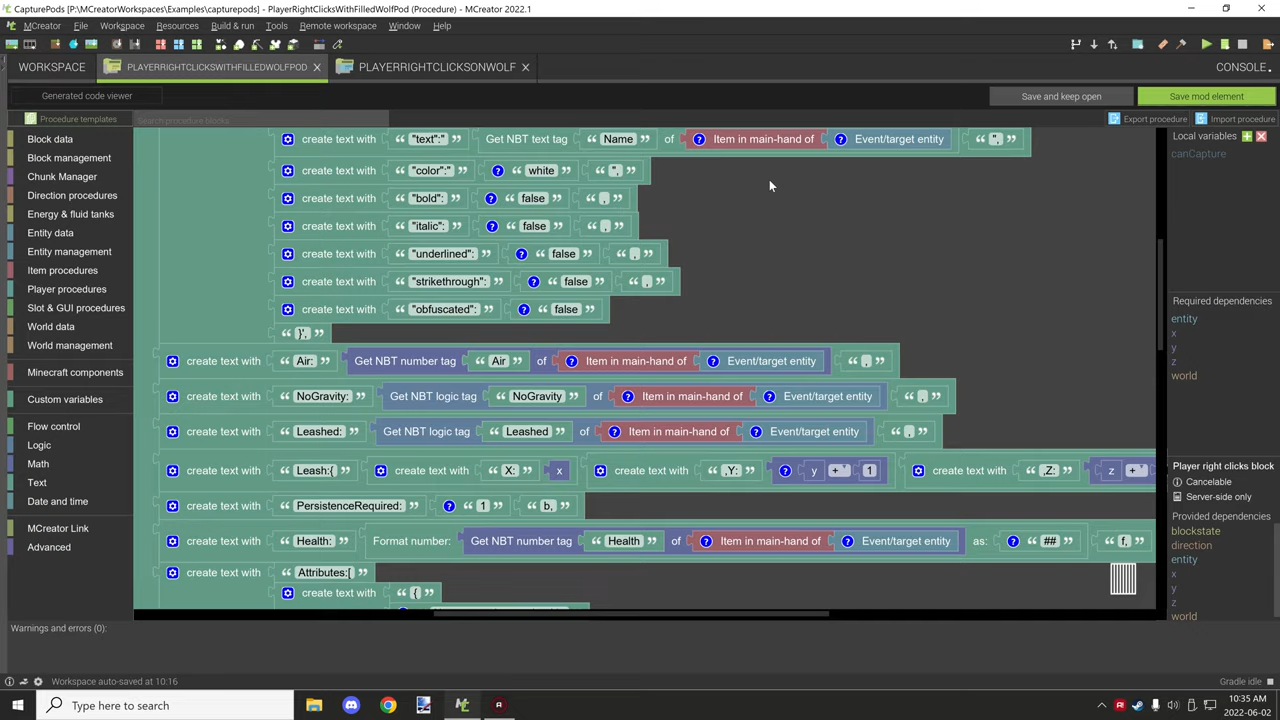 CapturePods [P:\MCreatorWorkspaces\Examples\capturepods] - PlayerRightClicksWithFilledWolfPod (Procedure) - MCreator 2022.1
MCreator File Workspace Resources Build & run Tools Remote workspace Window Help
WORKSPACE PLAYERRIGHTCLICKSWITHFILLEDWOLFPOD PLAYERRIGHTCLICKSONWOLF CONSOLE
Generated code viewer Save and keep open Save mod element
Procedure templates Search procedure blocks Export procedure Import procedure
Block data
Block management
Chunk Manager
Direction procedures
Energy & fluid tanks
Entity data
Entity management
Item procedures
Player procedures
Slot & GUI procedures
World data
World management
Minecraft components
Custom variables
Flow control
Logic
Math
Text
Date and time
MCreator Link
Advanced
create text with “ "text":" ” Get NBT text tag “ Name ” of Item in main-hand of Event/target entity “ ", ”
create text with “ "color":" ” “ white ” “ ", ”
create text with “ "bold": ” “ false ” “ , ”
create text with “ "italic": ” “ false ” “ , ”
create text with “ "underlined": ” “ false ” “ , ”
create text with “ "strikethrough": ” “ false ” “ , ”
create text with “ "obfuscated": ” “ false ”
“ }', ”
create text with “ Air: ” Get NBT number tag “ Air ” of Item in main-hand of Event/target entity “ , ”
create text with “ NoGravity: ” Get NBT logic tag “ NoGravity ” of Item in main-hand of Event/target entity “ , ”
create text with “ Leashed: ” Get NBT logic tag “ Leashed ” of Item in main-hand of Event/target entity “ , ”
create text with “ Leash:{ ” create text with “ X: ” x create text with “ ,Y: ” y + 1 create text with “ ,Z: ” z +
create text with “ PersistenceRequired: ” “ 1 ” “ b, ”
create text with “ Health: ” Format number: Get NBT number tag “ Health ” of Item in main-hand of Event/target entity as: “ ## ” “ f, ”
create text with “ Attributes:[ ”
create text with “ { ”
Local variables
canCapture
Required dependencies
entity
x
y
z
world
Player right clicks block
Cancelable
Server-side only
Provided dependencies:
blockstate
direction
entity
x
y
z
world
Warnings and errors (0):
Workspace auto-saved at 10:16 Gradle idle
Type here to search
10:35 AM
2022-06-02